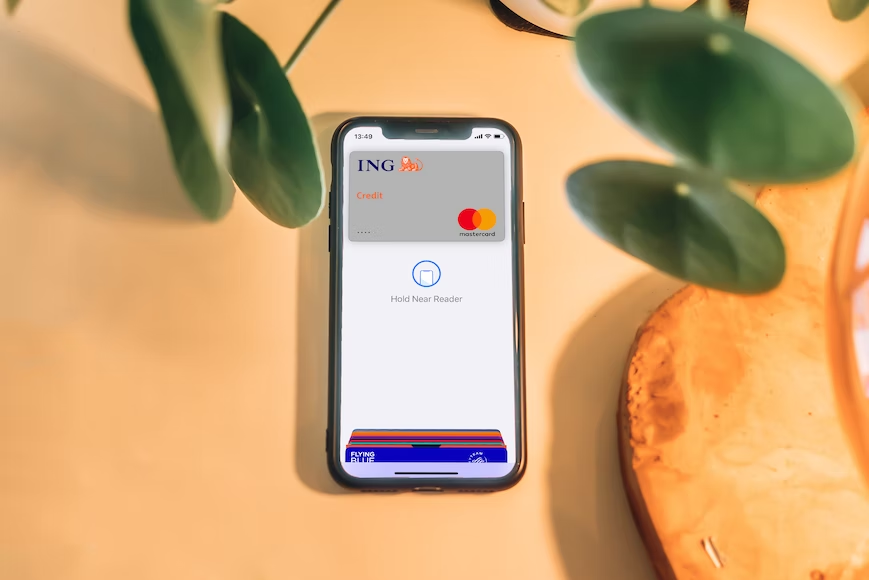 13:49
ING
Credit
mastercard
Hold Near Reader
FLYING
BLUE